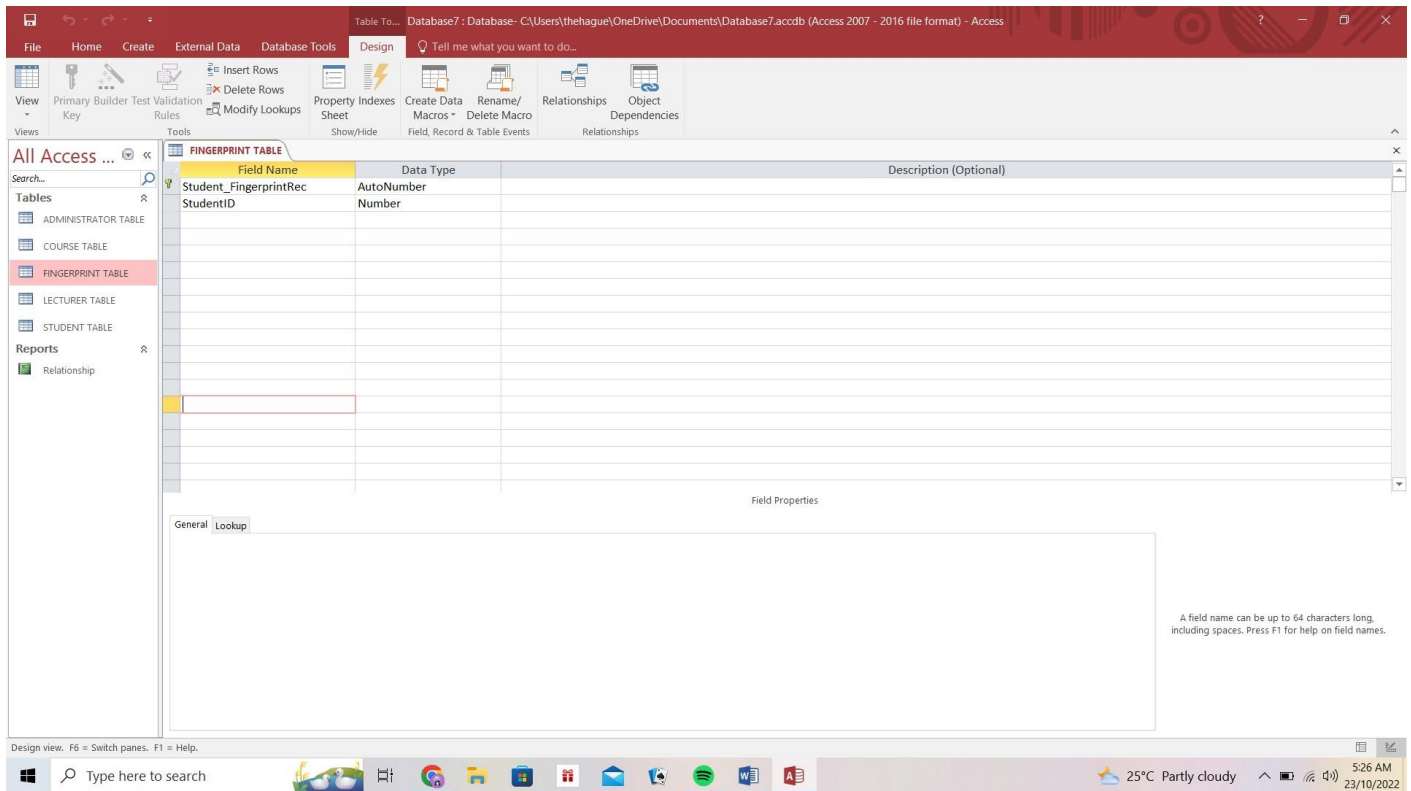 Table To... Database7 : Database- C:\Users\thehague\OneDrive\Documents\Database7.accdb (Access 2007 - 2016 file format) - Access ?
File Home Create External Data Database Tools Design Tell me what you want to do...
View
Primary Key
Builder
Test Validation Rules
Insert Rows
Delete Rows
Modify Lookups
Property Sheet
Indexes
Create Data Macros
Rename/ Delete Macro
Relationships
Object Dependencies
Views Tools Show/Hide Field, Record & Table Events Relationships
All Access ... «
Search...
Tables
ADMINISTRATOR TABLE
COURSE TABLE
FINGERPRINT TABLE
LECTURER TABLE
STUDENT TABLE
Reports
Relationship
FINGERPRINT TABLE
Field Name Data Type Description (Optional)
Student_FingerprintRec AutoNumber
StudentID Number
Field Properties
General Lookup
A field name can be up to 64 characters long,
including spaces. Press F1 for help on field names.
Design view. F6 = Switch panes. F1 = Help.
Type here to search 25°C Partly cloudy 5:26 AM
23/10/2022